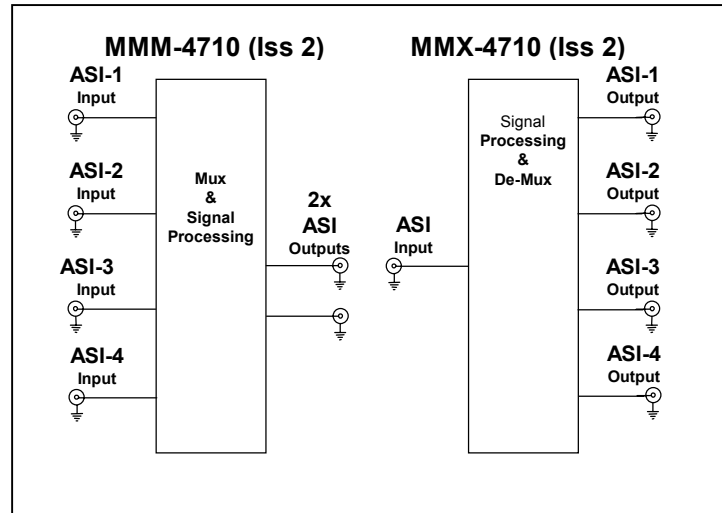 MMM-4710 (Iss 2)
ASI-1
Input
ASI-2
Input
ASI-3
Input
ASI-4
Input
Mux
&
Signal
Processing
2x
ASI
Outputs
MMX-4710 (Iss 2)
ASI
Input
Signal
Processing
&
De-Mux
ASI-1
Output
ASI-2
Output
ASI-3
Output
ASI-4
Output